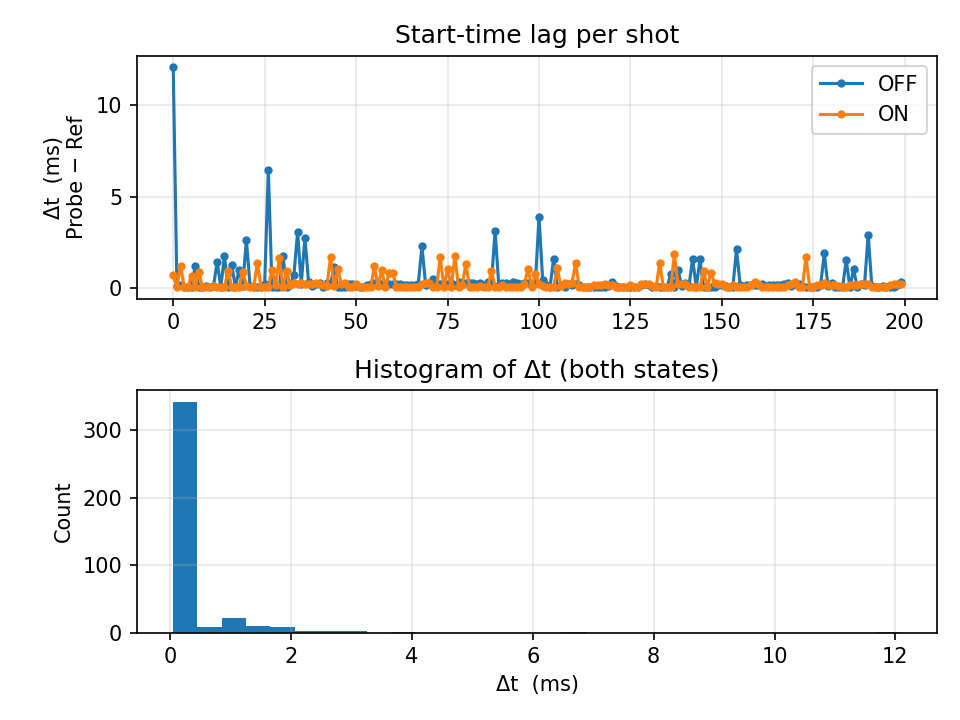 Start-time lag per shot
Δt  (ms)
Probe − Ref
10
5
0
OFF
ON
0 25 50 75 100 125 150 175 200
Histogram of Δt (both states)
Count
300
200
100
0
0 2 4 6 8 10 12
Δt  (ms)